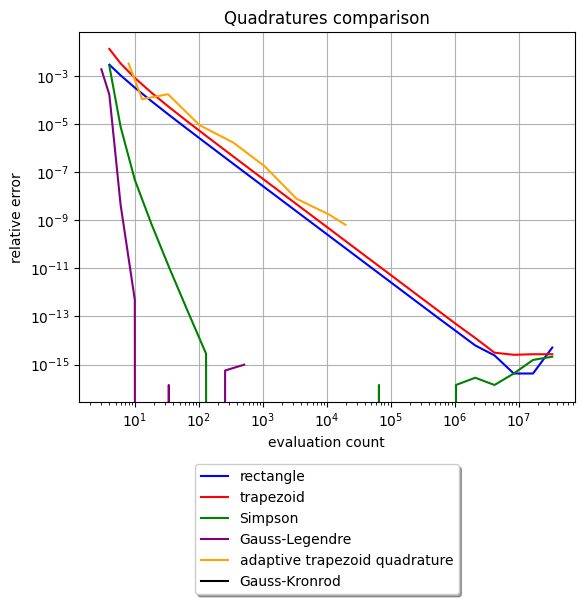 Quadratures comparison
relative error
10⁻³
10⁻⁵
10⁻⁷
10⁻⁹
10⁻¹¹
10⁻¹³
10⁻¹⁵
10¹ 10² 10³ 10⁴ 10⁵ 10⁶ 10⁷
evaluation count
rectangle
trapezoid
Simpson
Gauss-Legendre
adaptive trapezoid quadrature
Gauss-Kronrod